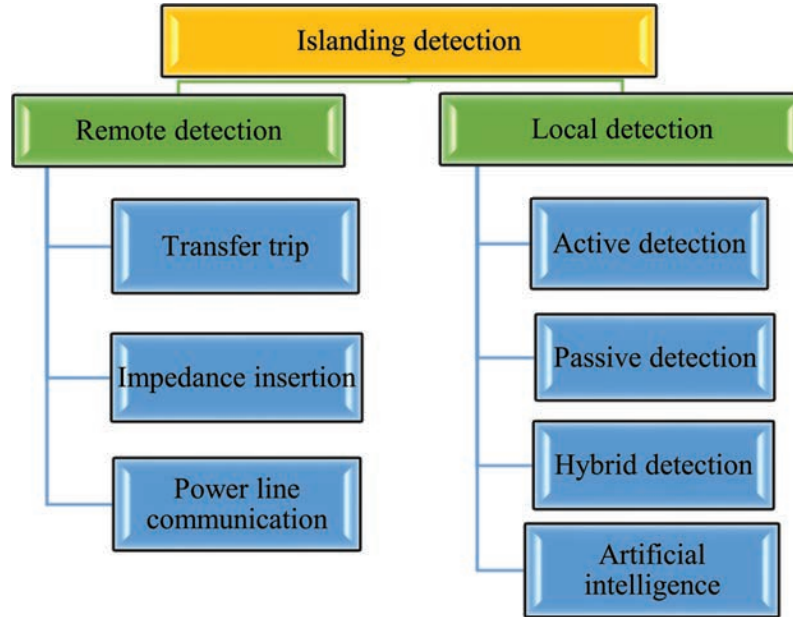 Islanding detection
Remote detection
Transfer trip
Impedance insertion
Power line
communication
Local detection
Active detection
Passive detection
Hybrid detection
Artificial
intelligence